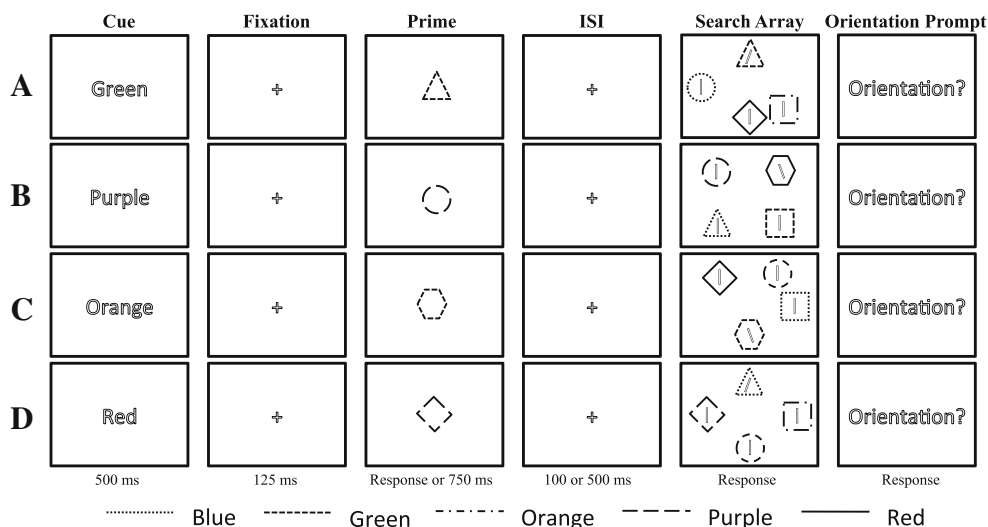 Cue Fixation Prime ISI Search Array Orientation Prompt
A Green Orientation?
B Purple Orientation?
C Orange Orientation?
D Red Orientation?
500 ms 125 ms Response or 750 ms 100 or 500 ms Response Response
Blue Green Orange Purple Red